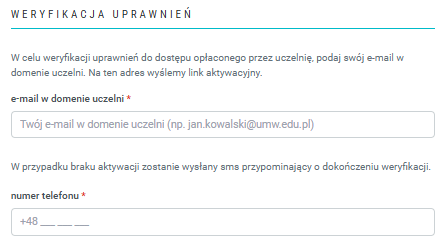 WERYFIKACJA UPRAWNIEŃ
W celu weryfikacji uprawnień do dostępu opłaconego przez uczelnię, podaj swój e-mail w
domenie uczelni. Na ten adres wyślemy link aktywacyjny.
e-mail w domenie uczelni *
Twój e-mail w domenie uczelni (np. jan.kowalski@umw.edu.pl)
W przypadku braku aktywacji zostanie wysłany sms przypominający o dokończeniu weryfikacji.
numer telefonu *
+48 ___ ___ ___